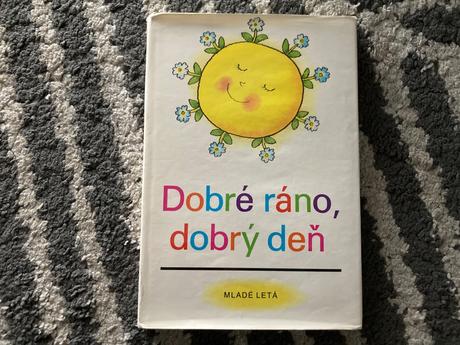 Dobré ráno,
dobrý deň
MLADÉ LETÁ